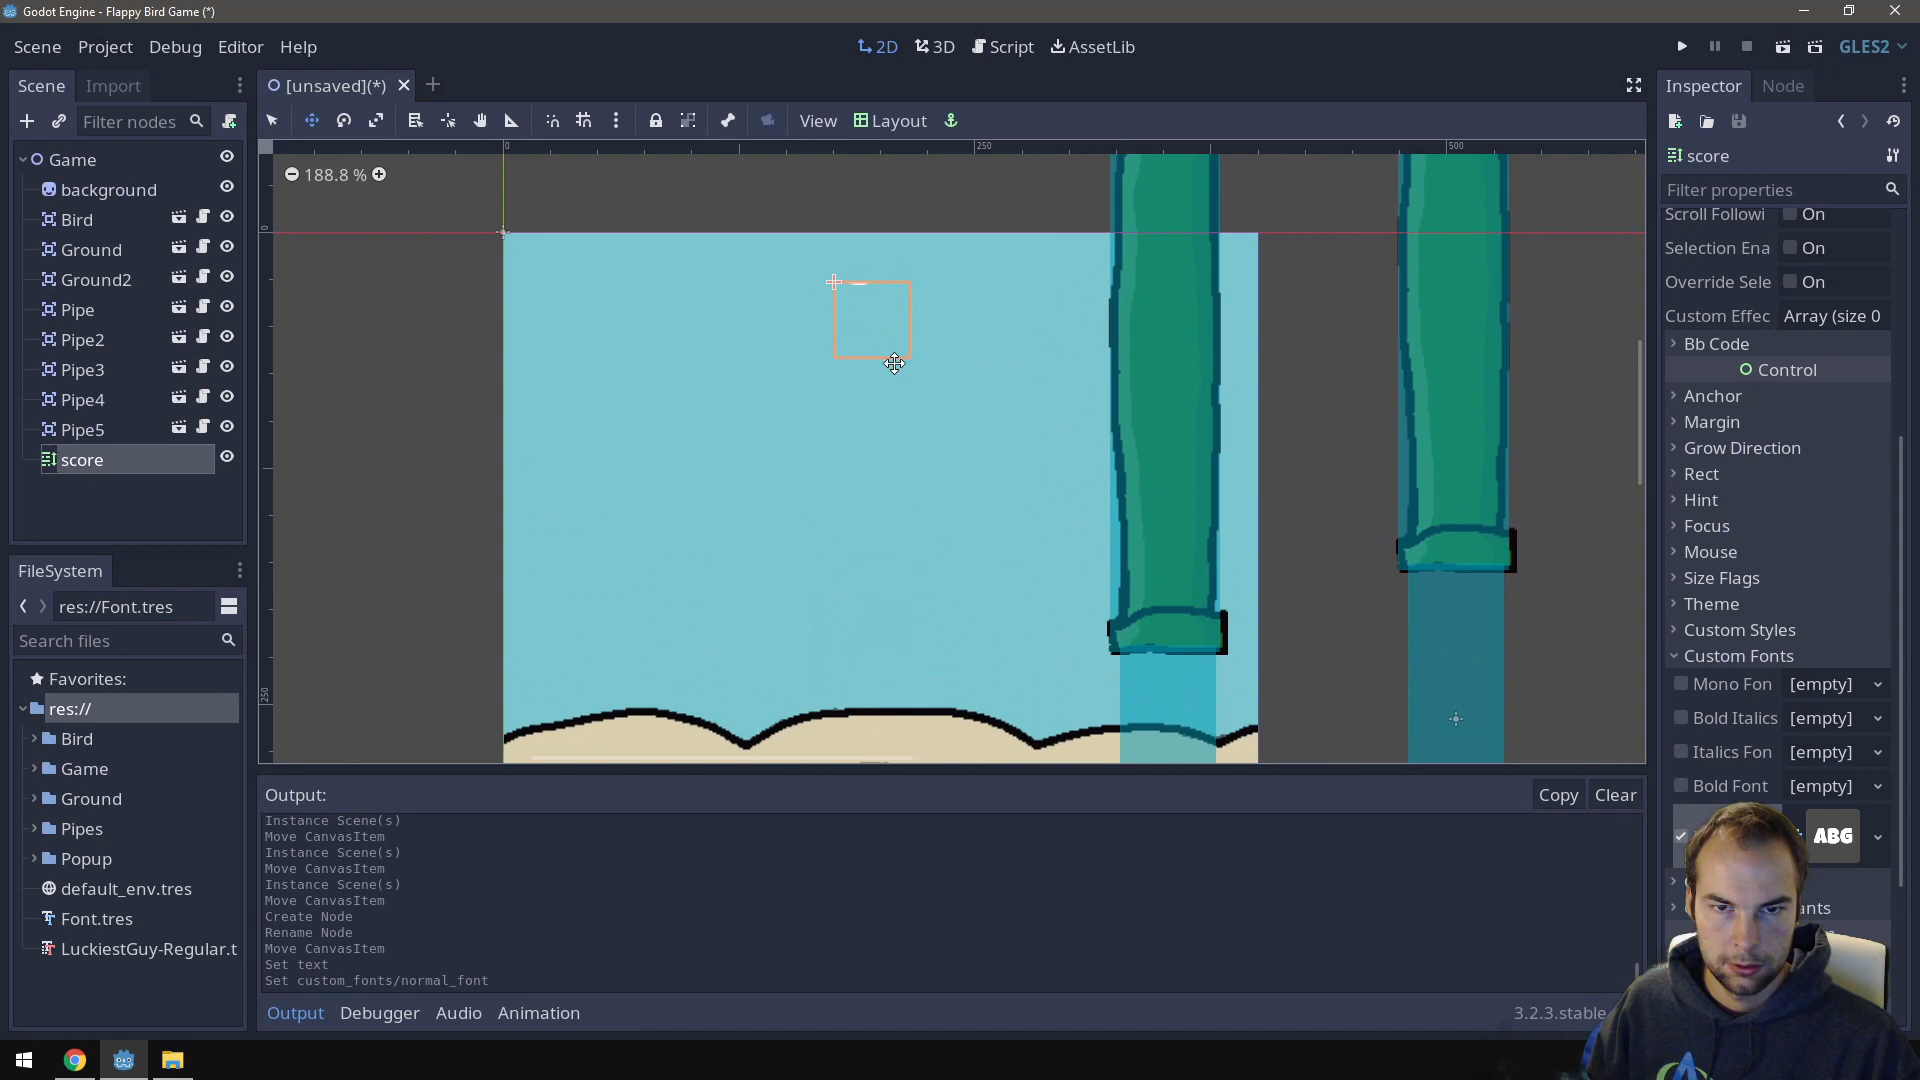 Godot Engine - Flappy Bird Game (*)
Scene Project Debug Editor Help
2D 3D Script AssetLib
GLES2
Scene Import
[unsaved](*)
Inspector Node
Filter nodes
View Layout
score
Filter properties
Game
background
Bird
Ground
Ground2
Pipe
Pipe2
Pipe3
Pipe4
Pipe5
score
0 250 500
188.8 %
0
250
Scroll Followi On
Selection Ena On
Override Sele On
Custom Effec Array (size 0
Bb Code
Control
Anchor
Margin
Grow Direction
Rect
Hint
Focus
Mouse
Size Flags
Theme
Custom Styles
Custom Fonts
Mono Fon [empty]
Bold Italics [empty]
Italics Fon [empty]
Bold Font [empty]
ABG
ants
FileSystem
res://Font.tres
Search files
Favorites:
res://
Bird
Game
Ground
Pipes
Popup
default_env.tres
Font.tres
LuckiestGuy-Regular.t
Output:
Copy Clear
Instance Scene(s)
Move CanvasItem
Instance Scene(s)
Move CanvasItem
Instance Scene(s)
Move CanvasItem
Create Node
Rename Node
Move CanvasItem
Set text
Set custom_fonts/normal_font
Output Debugger Audio Animation
3.2.3.stable